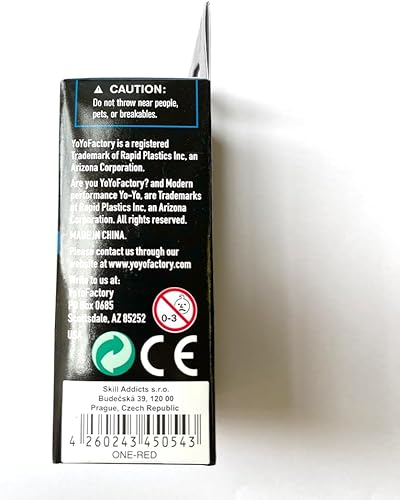 ⚠ CAUTION:
Do not throw near people,
pets, or breakables.
YoYoFactory is a registered
Trademark of Rapid Plastics Inc, an
Arizona Corporation.
Are you YoYoFactory? and Modern
performance Yo-Yo, are Trademarks
of Rapid Plastics Inc, an Arizona
Corporation. All rights reserved.
MADE IN CHINA.
Please contact us through our
website at www.yoyofactory.com
Write to us at:
YoYoFactory
PO Box 0685
Scottsdale, AZ 85252
USA
0-3
CE
Skill Addicts s.r.o.
Budečská 39, 120 00
Prague, Czech Republic
4 260243 450543
ONE-RED